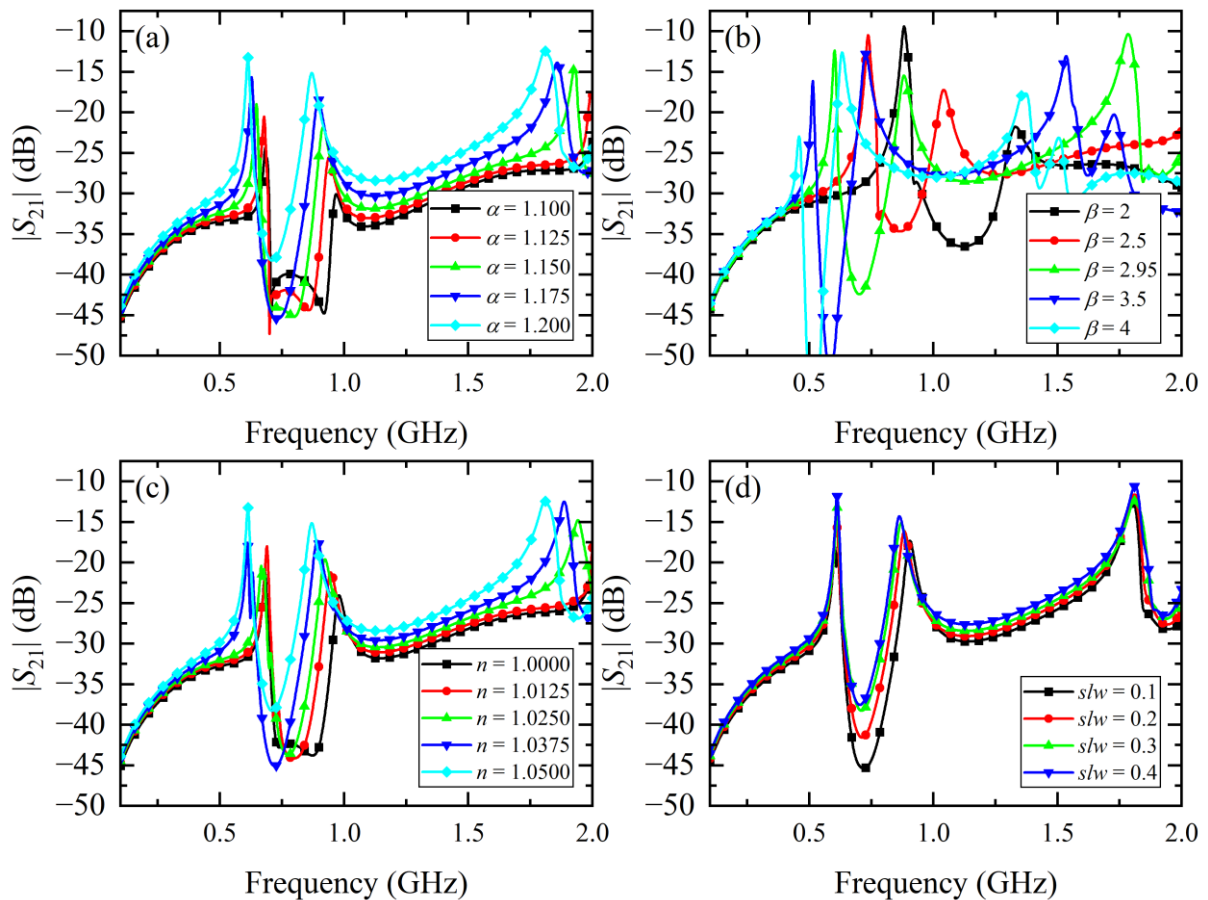 (a)
−10
−15
−20
−25
−30
−35
−40
−45
−50
|S21| (dB)
α = 1.100
α = 1.125
α = 1.150
α = 1.175
α = 1.200
0.5 1.0 1.5 2.0
Frequency (GHz)
(b)
−10
−15
−20
−25
−30
−35
−40
−45
−50
|S21| (dB)
β = 2
β = 2.5
β = 2.95
β = 3.5
β = 4
0.5 1.0 1.5 2.0
Frequency (GHz)
(c)
−10
−15
−20
−25
−30
−35
−40
−45
−50
|S21| (dB)
n = 1.0000
n = 1.0125
n = 1.0250
n = 1.0375
n = 1.0500
0.5 1.0 1.5 2.0
Frequency (GHz)
(d)
−10
−15
−20
−25
−30
−35
−40
−45
−50
|S21| (dB)
slw = 0.1
slw = 0.2
slw = 0.3
slw = 0.4
0.5 1.0 1.5 2.0
Frequency (GHz)